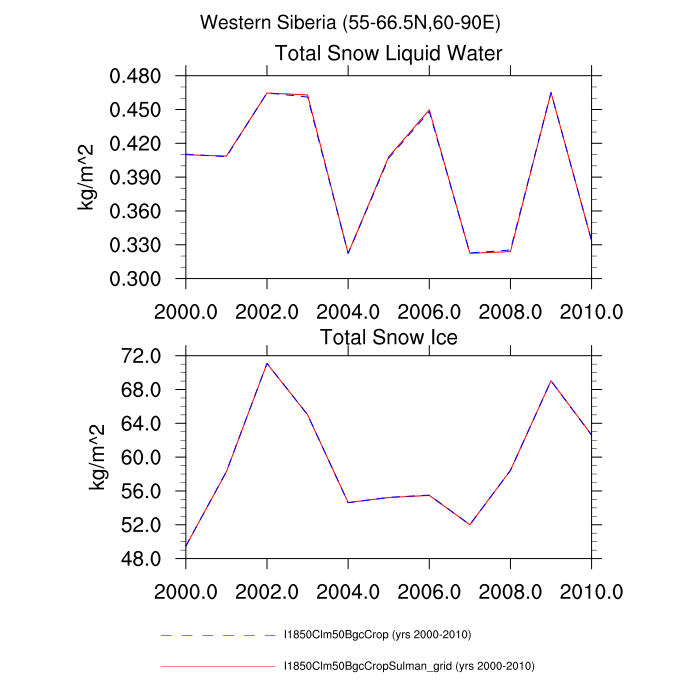 Western Siberia (55-66.5N,60-90E)
Total Snow Liquid Water
0.480
0.450
0.420
0.390
0.360
0.330
0.300
kg/m^2
2000.0 2002.0 2004.0 2006.0 2008.0 2010.0
Total Snow Ice
72.0
68.0
64.0
60.0
56.0
52.0
48.0
kg/m^2
2000.0 2002.0 2004.0 2006.0 2008.0 2010.0
I1850Clm50BgcCrop (yrs 2000-2010)
I1850Clm50BgcCropSulman_grid (yrs 2000-2010)